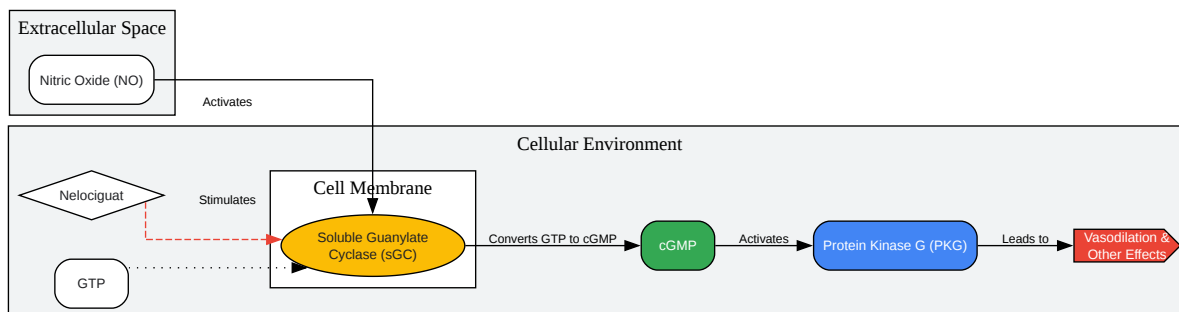 Extracellular Space
Nitric Oxide (NO)
Activates
Cellular Environment
Nelociguat
Stimulates
Cell Membrane
Soluble Guanylate
Cyclase (sGC)
GTP
Converts GTP to cGMP
cGMP
Activates
Protein Kinase G (PKG)
Leads to
Vasodilation &
Other Effects